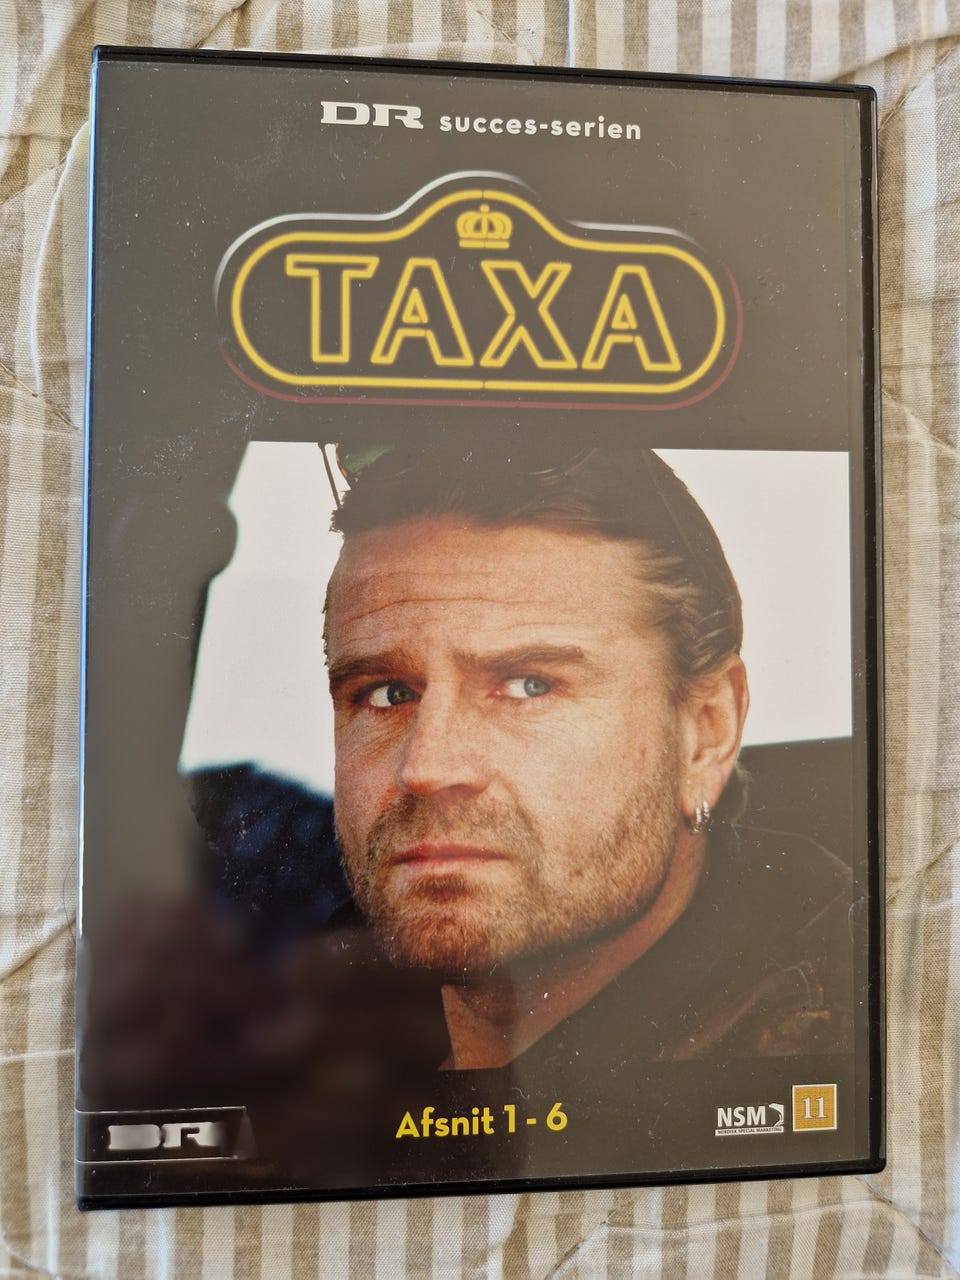 DR succes-serien
TAXA
Afsnit 1 - 6
NSM
NORDISK SPECIAL MARKETING
11
DR